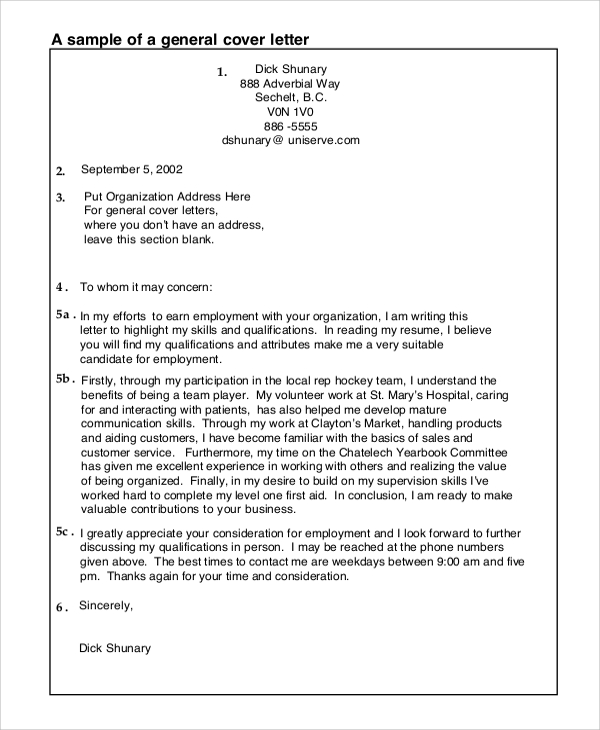 A sample of a general cover letter
1. Dick Shunary
888 Adverbial Way
Sechelt, B.C.
V0N 1V0
886 -5555
dshunary@ uniserve.com
2. September 5, 2002
3. Put Organization Address Here
For general cover letters,
where you don't have an address,
leave this section blank.
4. To whom it may concern:
5a. In my efforts to earn employment with your organization, I am writing this
letter to highlight my skills and qualifications. In reading my resume, I believe
you will find my qualifications and attributes make me a very suitable
candidate for employment.
5b. Firstly, through my participation in the local rep hockey team, I understand the
benefits of being a team player. My volunteer work at St. Mary's Hospital, caring
for and interacting with patients, has also helped me develop mature
communication skills. Through my work at Clayton's Market, handling products
and aiding customers, I have become familiar with the basics of sales and
customer service. Furthermore, my time on the Chatelech Yearbook Committee
has given me excellent experience in working with others and realizing the value
of being organized. Finally, in my desire to build on my supervision skills I've
worked hard to complete my level one first aid. In conclusion, I am ready to make
valuable contributions to your business.
5c. I greatly appreciate your consideration for employment and I look forward to further
discussing my qualifications in person. I may be reached at the phone numbers
given above. The best times to contact me are weekdays between 9:00 am and five
pm. Thanks again for your time and consideration.
6. Sincerely,
Dick Shunary